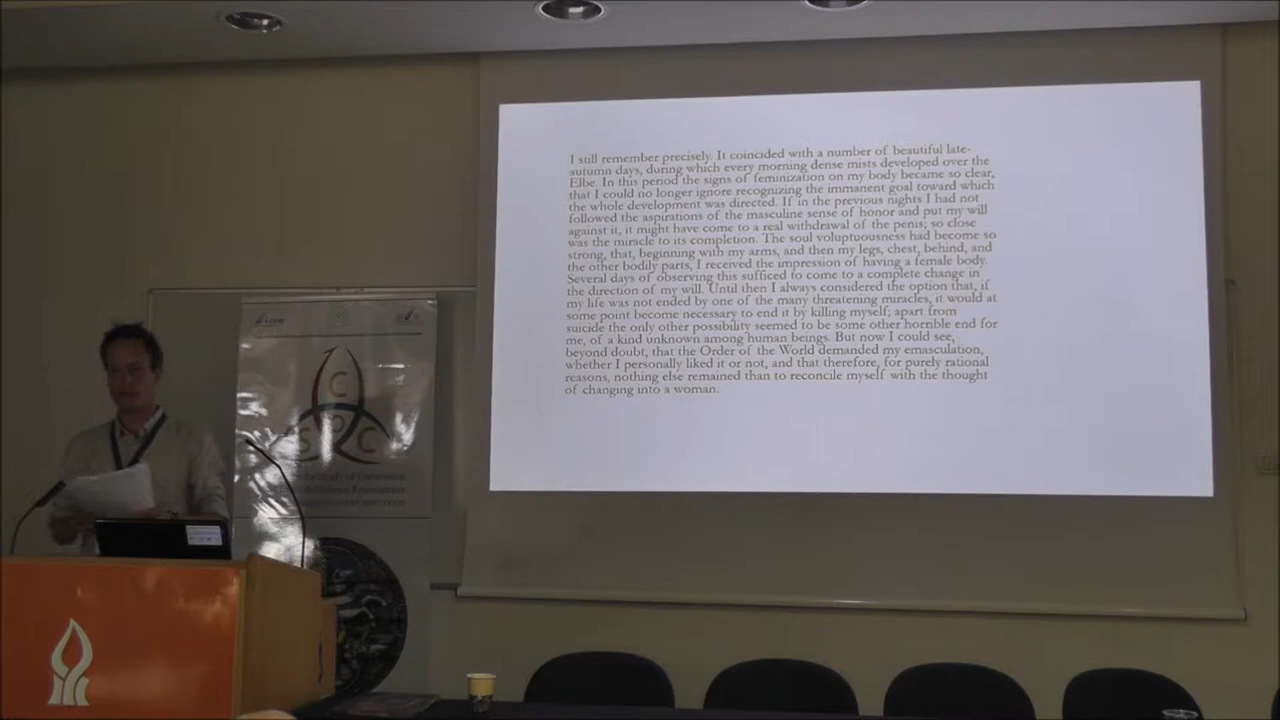 I still remember precisely. It coincided with a number of beautiful late-
autumn days, during which every morning dense mists developed over the
Elbe. In this period the signs of feminization on my body became so clear,
that I could no longer ignore recognizing the immanent goal toward which
the whole development was directed. If in the previous nights I had not
followed the aspirations of the masculine sense of honor and put my will
against it, it might have come to a real withdrawal of the penis; so close
was the miracle to its completion. The soul voluptuousness had become so
strong, that, beginning with my arms, and then my legs, chest, behind, and
the other bodily parts, I received the impression of having a female body.
Several days of observing this sufficed to come to a complete change in
the direction of my will. Until then I always considered the option that, if
my life was not ended by one of the many threatening miracles, it would at
some point become necessary to end it by killing myself; apart from
suicide the only other possibility seemed to be some other horrible end for
me, of a kind unknown among human beings. But now I could see,
beyond doubt, that the Order of the World demanded my emasculation,
whether I personally liked it or not, and that therefore, for purely rational
reasons, nothing else remained than to reconcile myself with the thought
of changing into a woman.
C
S
C